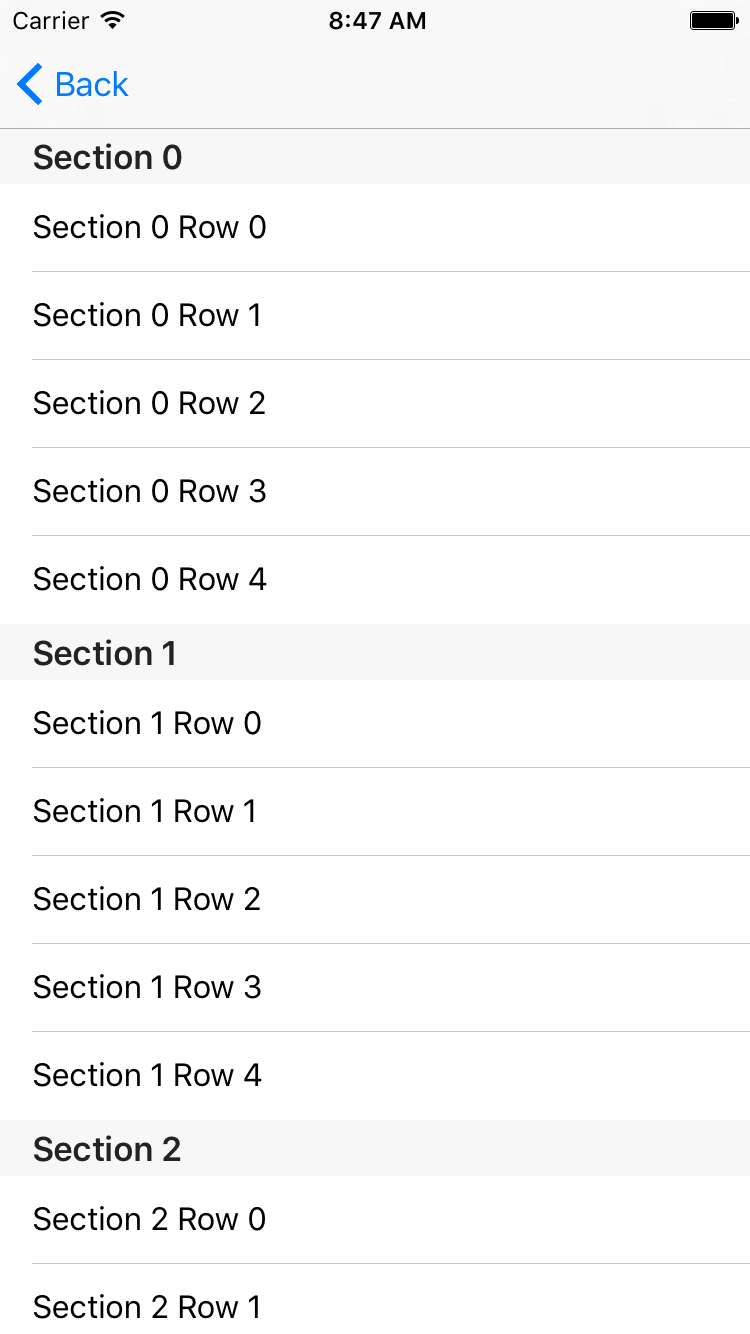 Carrier 8:47 AM
Back
Section 0
Section 0 Row 0
Section 0 Row 1
Section 0 Row 2
Section 0 Row 3
Section 0 Row 4
Section 1
Section 1 Row 0
Section 1 Row 1
Section 1 Row 2
Section 1 Row 3
Section 1 Row 4
Section 2
Section 2 Row 0
Section 2 Row 1